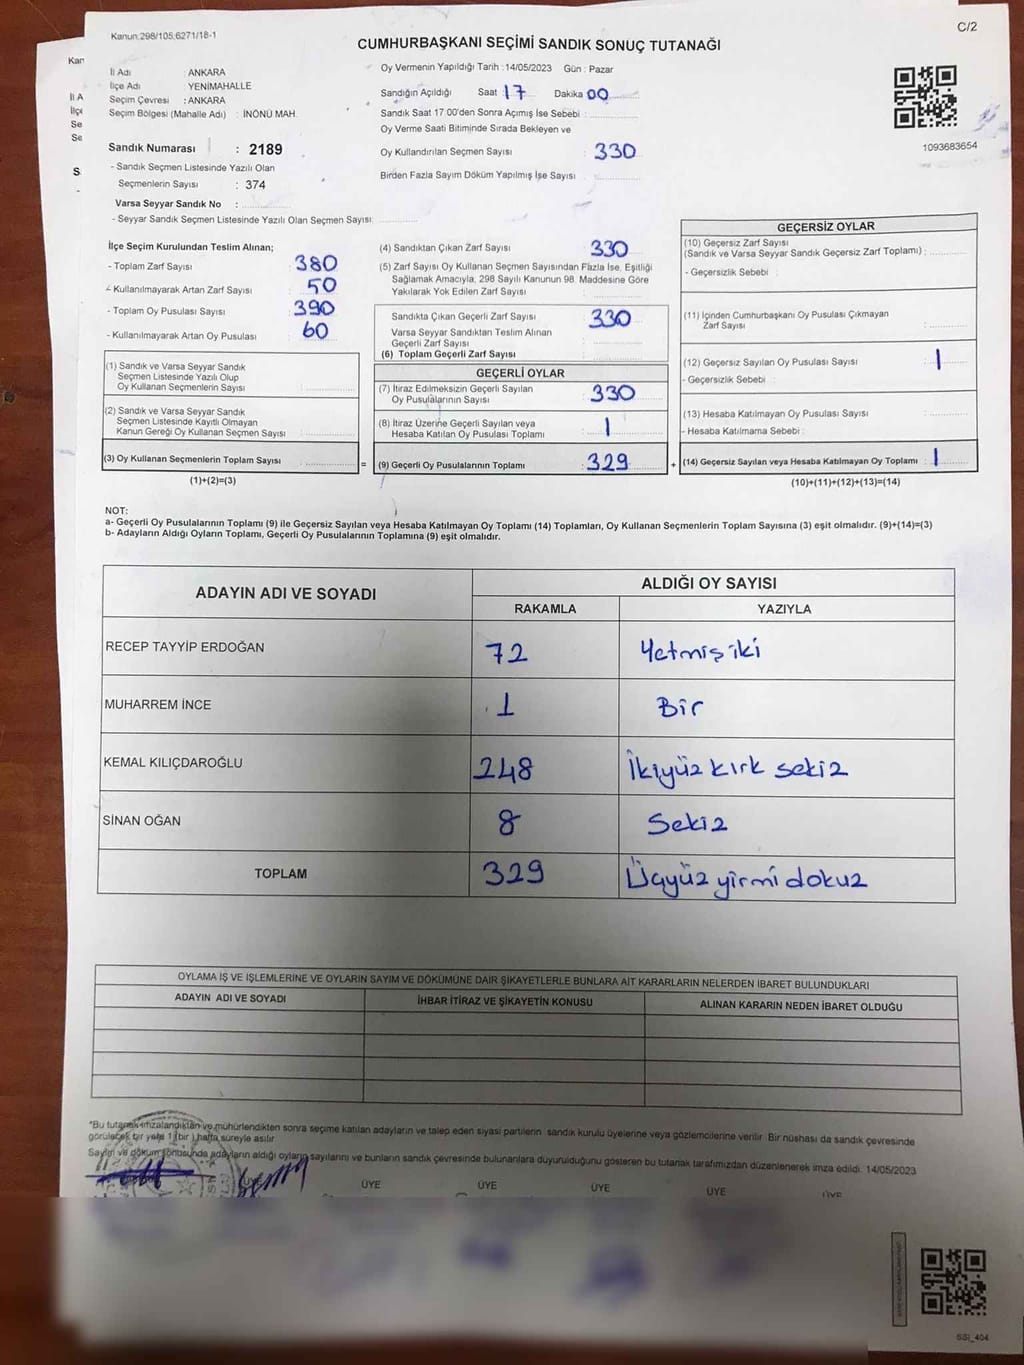 Kanun:298/105,6271/18-1
C/2
CUMHURBAŞKANI SEÇİMİ SANDIK SONUÇ TUTANAĞI
İl Adı : ANKARA
İlçe Adı YENİMAHALLE
Seçim Çevresi : ANKARA
Seçim Bölgesi (Mahalle Adı) : İNÖNÜ MAH.
Sandık Numarası : 2189
- Sandık Seçmen Listesinde Yazılı Olan
Seçmenlerin Sayısı : 374
Varsa Seyyar Sandık No :
- Seyyar Sandık Seçmen Listesinde Yazılı Olan Seçmen Sayısı:
Oy Vermenin Yapıldığı Tarih : 14/05/2023 Gün : Pazar
Sandığın Açıldığı Saat 17 Dakika 00
Sandık Saat 17:00'den Sonra Açımış İse Sebebi :
Oy Verme Saati Bitiminde Sırada Bekleyen ve
Oy Kullandırılan Seçmen Sayısı : 330
Birden Fazla Sayım Döküm Yapılmış İse Sayısı :
1093683654
İlçe Seçim Kurulundan Teslim Alınan;
- Toplam Zarf Sayısı : 380
- Kullanılmayarak Artan Zarf Sayısı : 50
- Toplam Oy Pusulası Sayısı : 390
- Kullanılmayarak Artan Oy Pusulası : 60
(1) Sandık ve Varsa Seyyar Sandık
Seçmen Listesinde Yazılı Olup
Oy Kullanan Seçmenlerin Sayısı :
(2) Sandık ve Varsa Seyyar Sandık
Seçmen Listesinde Kayıtlı Olmayan
Kanun Gereği Oy Kullanan Seçmen Sayısı :
(3) Oy Kullanan Seçmenlerin Toplam Sayısı :
(1)+(2)=(3)
(4) Sandıktan Çıkan Zarf Sayısı : 330
(5) Zarf Sayısı Oy Kullanan Seçmen Sayısından Fazla İse, Eşitliği
Sağlamak Amacıyla, 298 Sayılı Kanunun 98. Maddesine Göre
Yakılarak Yok Edilen Zarf Sayısı :
Sandıkta Çıkan Geçerli Zarf Sayısı : 330
Varsa Seyyar Sandıktan Teslim Alınan
Geçerli Zarf Sayısı :
(6) Toplam Geçerli Zarf Sayısı :
GEÇERLİ OYLAR
(7) İtiraz Edilmeksizin Geçerli Sayılan
Oy Pusulalarının Sayısı : 330
(8) İtiraz Üzerine Geçerli Sayılan veya
Hesaba Katılan Oy Pusulası Toplamı : 1
= (9) Geçerli Oy Pusulalarının Toplamı : 329
GEÇERSİZ OYLAR
(10) Geçersiz Zarf Sayısı
(Sandık ve Varsa Seyyar Sandık Geçersiz Zarf Toplamı) :
- Geçersizlik Sebebi :
(11) İçinden Cumhurbaşkanı Oy Pusulası Çıkmayan
Zarf Sayısı :
(12) Geçersiz Sayılan Oy Pusulası Sayısı : 1
- Geçersizlik Sebebi :
(13) Hesaba Katılmayan Oy Pusulası Sayısı :
- Hesaba Katılmama Sebebi :
+ (14) Geçersiz Sayılan veya Hesaba Katılmayan Oy Toplamı : 1
(10)+(11)+(12)+(13)=(14)
NOT:
a- Geçerli Oy Pusulalarının Toplamı (9) ile Geçersiz Sayılan veya Hesaba Katılmayan Oy Toplamı (14) Toplamları, Oy Kullanan Seçmenlerin Toplam Sayısına (3) eşit olmalıdır. (9)+(14)=(3)
b- Adayların Aldığı Oyların Toplamı, Geçerli Oy Pusulalarının Toplamına (9) eşit olmalıdır.
ADAYIN ADI VE SOYADI ALDIĞI OY SAYISI
RAKAMLA YAZIYLA
RECEP TAYYİP ERDOĞAN 72 Yetmiş iki
MUHARREM İNCE 1 Bir
KEMAL KILIÇDAROĞLU 248 İkiyüz kırk sekiz
SİNAN OĞAN 8 Sekiz
TOPLAM 329 Üçyüz yirmi dokuz
OYLAMA İŞ VE İŞLEMLERİNE VE OYLARIN SAYIM VE DÖKÜMÜNE DAİR ŞİKAYETLERLE BUNLARA AİT KARARLARIN NELERDEN İBARET BULUNDUKLARI
ADAYIN ADI VE SOYADI İHBAR İTİRAZ VE ŞİKAYETİN KONUSU ALINAN KARARIN NEDEN İBARET OLDUĞU
*Bu tutanak imzalandıktan ve mühürlendikten sonra seçime katılan adayların ve talep eden siyasi partilerin sandık kurulu üyelerine veya gözlemcilerine verilir. Bir nüshası da sandık çevresinde
görülecek bir yere 1 (bir ) hafta süreyle asılır
Sayım ve döküm sonusunda adayların aldığı oyların sayılarını ve bunların sandık çevresinde bulunanlara duyurulduğunu gösteren bu tutanak tarafımızdan düzenlenerek imza edildi. 14/05/2023
ÜYE ÜYE ÜYE ÜYE ÜYE
SSİ_404